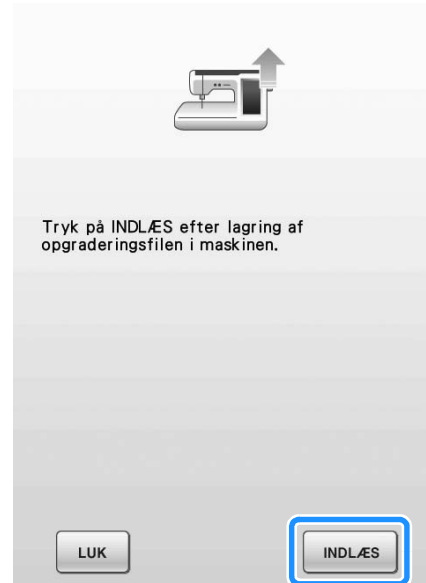 Tryk på INDLÆS efter lagring af
opgraderingsfilen i maskinen.
LUK
INDLÆS